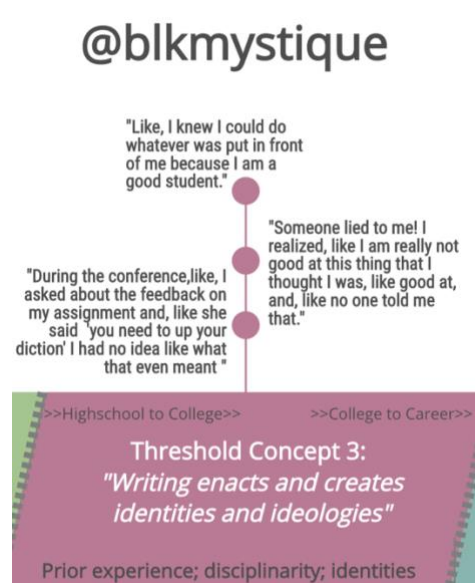 @blkmystique
"Like, I knew I could do
whatever was put in front
of me because I am a
good student."
"Someone lied to me! I
realized, like I am really not
good at this thing that I
thought I was, like good at,
and, like no one told me
that."
"During the conference,like, I
asked about the feedback on
my assignment and, like she
said 'you need to up your
diction' I had no idea like what
that even meant "
>>Highschool to College>>
>>College to Career>>
Threshold Concept 3:
"Writing enacts and creates
identities and ideologies"
Prior experience; disciplinarity; identities